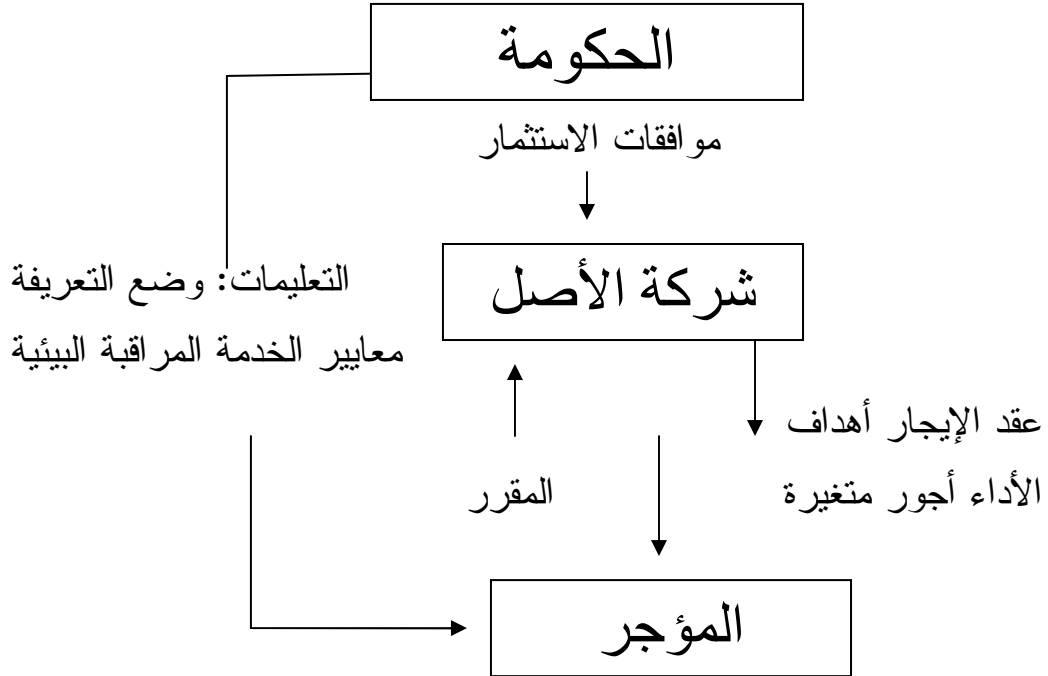 الحكومة
موافقات الاستثمار
شركة الأصل
التعليمات: وضع التعريفة
معايير الخدمة المراقبة البيئية
عقد الإيجار أهداف
الأداء أجور متغيرة
المقرر
المؤجر